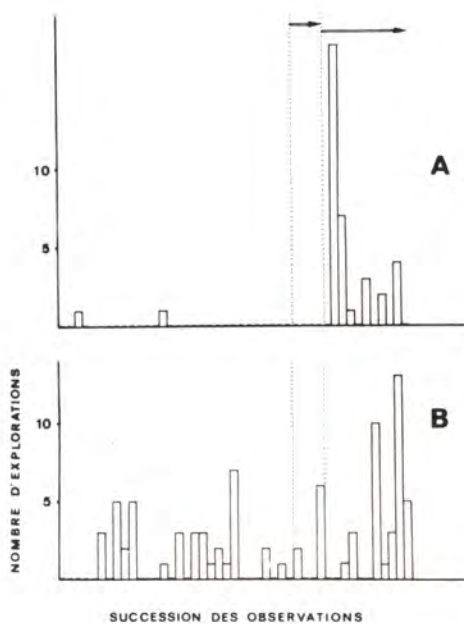 10
5
A
10
5
B
NOMBRE D'EXPLORATIONS
SUCCESSION DES OBSERVATIONS